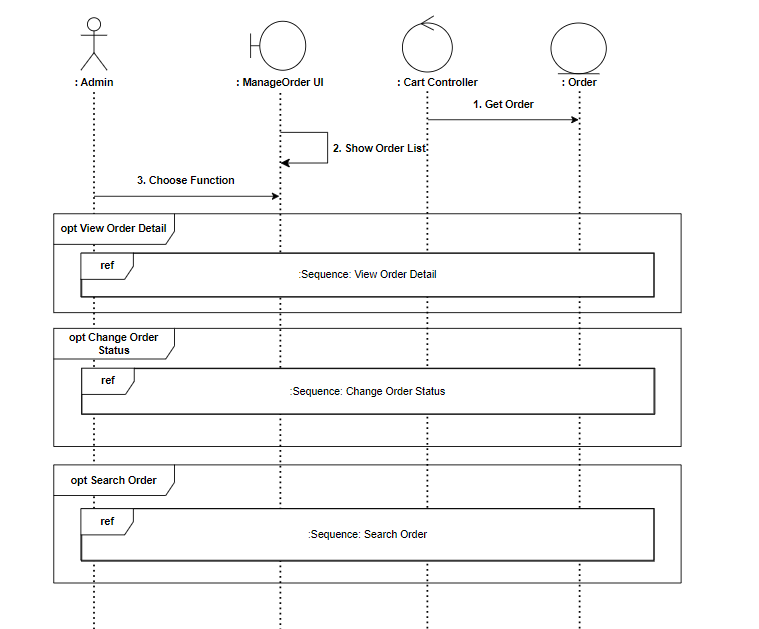 : Admin
: ManageOrder UI
: Cart Controller
: Order
1. Get Order
2. Show Order List
3. Choose Function
opt View Order Detail
ref
:Sequence: View Order Detail
opt Change Order
Status
ref
:Sequence: Change Order Status
opt Search Order
ref
:Sequence: Search Order